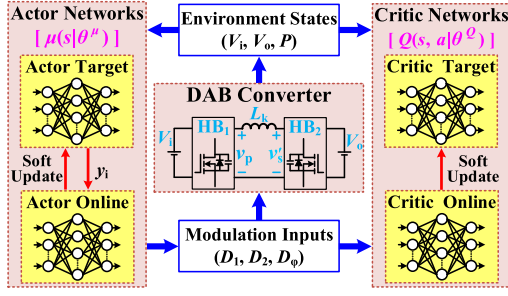 Actor Networks
[ μ(s|θ^μ) ]
Actor Target
Soft
Update
y_i
Actor Online
Environment States
(V_i, V_o, P)
DAB Converter
L_k
HB_1
HB_2
V_i
+
v_p
−
+
v'_s
−
V_o
Modulation Inputs
(D_1, D_2, D_φ)
Critic Networks
[ Q(s, a|θ^Q) ]
Critic Target
Soft
Update
Critic Online